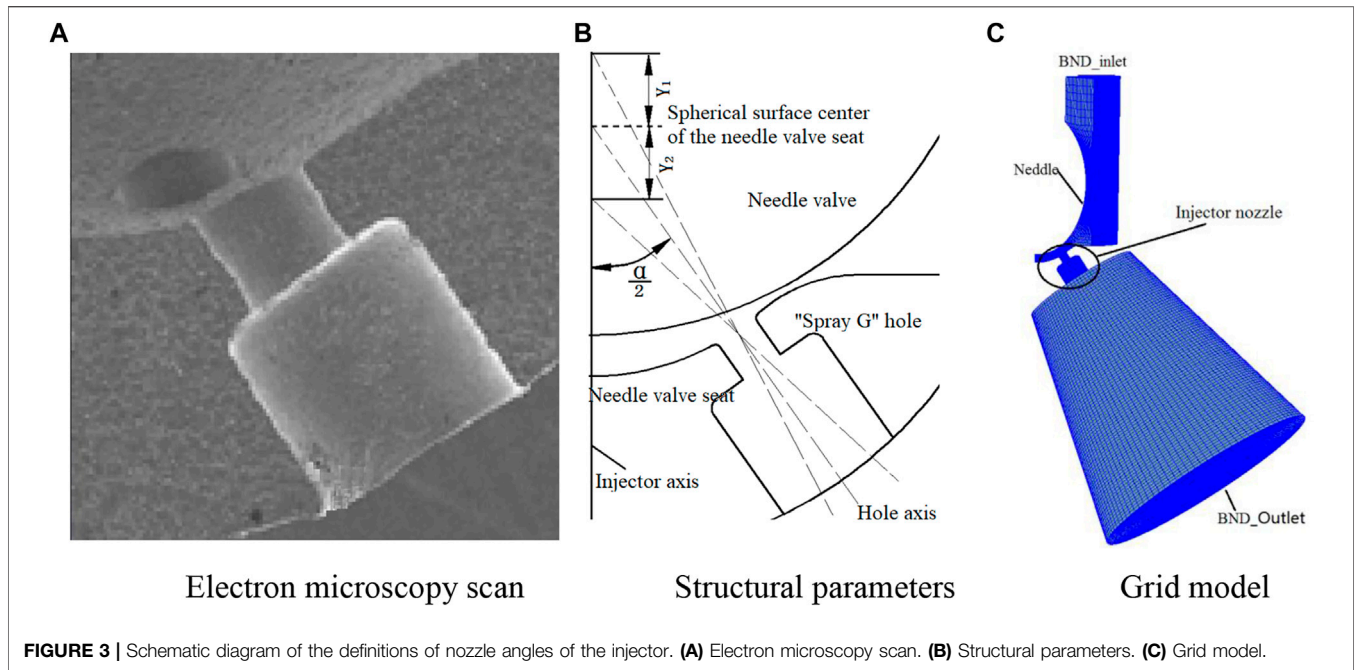 A
B
C
Y1
Y2
Spherical surface center
of the needle valve seat
Needle valve
α
2
"Spray G" hole
Needle valve seat
Injector axis
Hole axis
BND_inlet
Neddle
Injector nozzle
BND_Outlet
Electron microscopy scan
Structural parameters
Grid model
FIGURE 3 | Schematic diagram of the definitions of nozzle angles of the injector. (A) Electron microscopy scan. (B) Structural parameters. (C) Grid model.